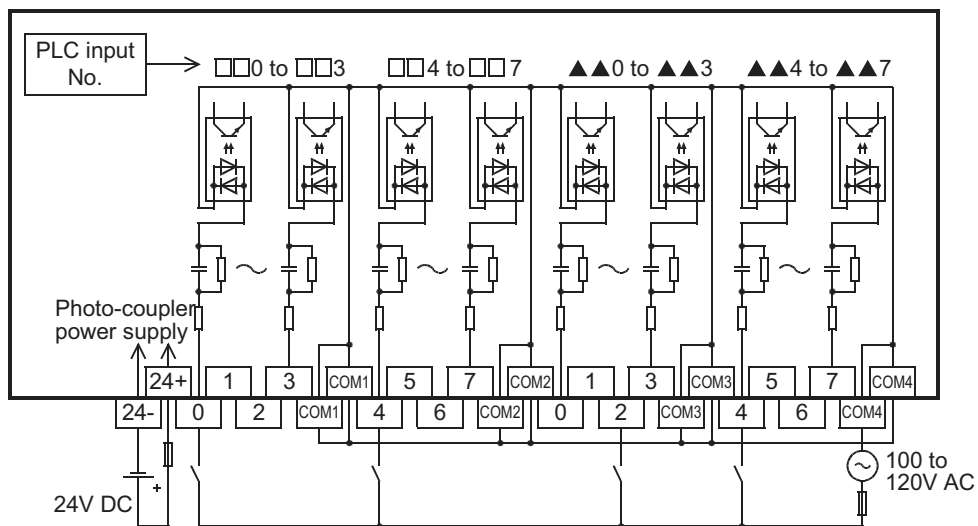 PLC input
No.
□□0 to □□3 □□4 to □□7 ▲▲0 to ▲▲3 ▲▲4 to ▲▲7
Photo-coupler
power supply
24+ 1 3 COM1 5 7 COM2 1 3 COM3 5 7 COM4
24- 0 2 COM1 4 6 COM2 0 2 COM3 4 6 COM4
24V DC
+
100 to
120V AC